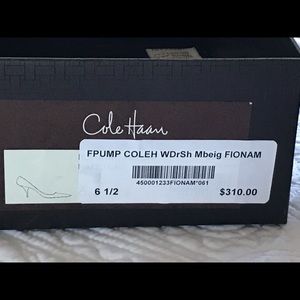 Cole Haan
FPUMP COLEH WDrSh Mbeig FIONAM
450001233FIONAM*061
6 1/2 $310.00